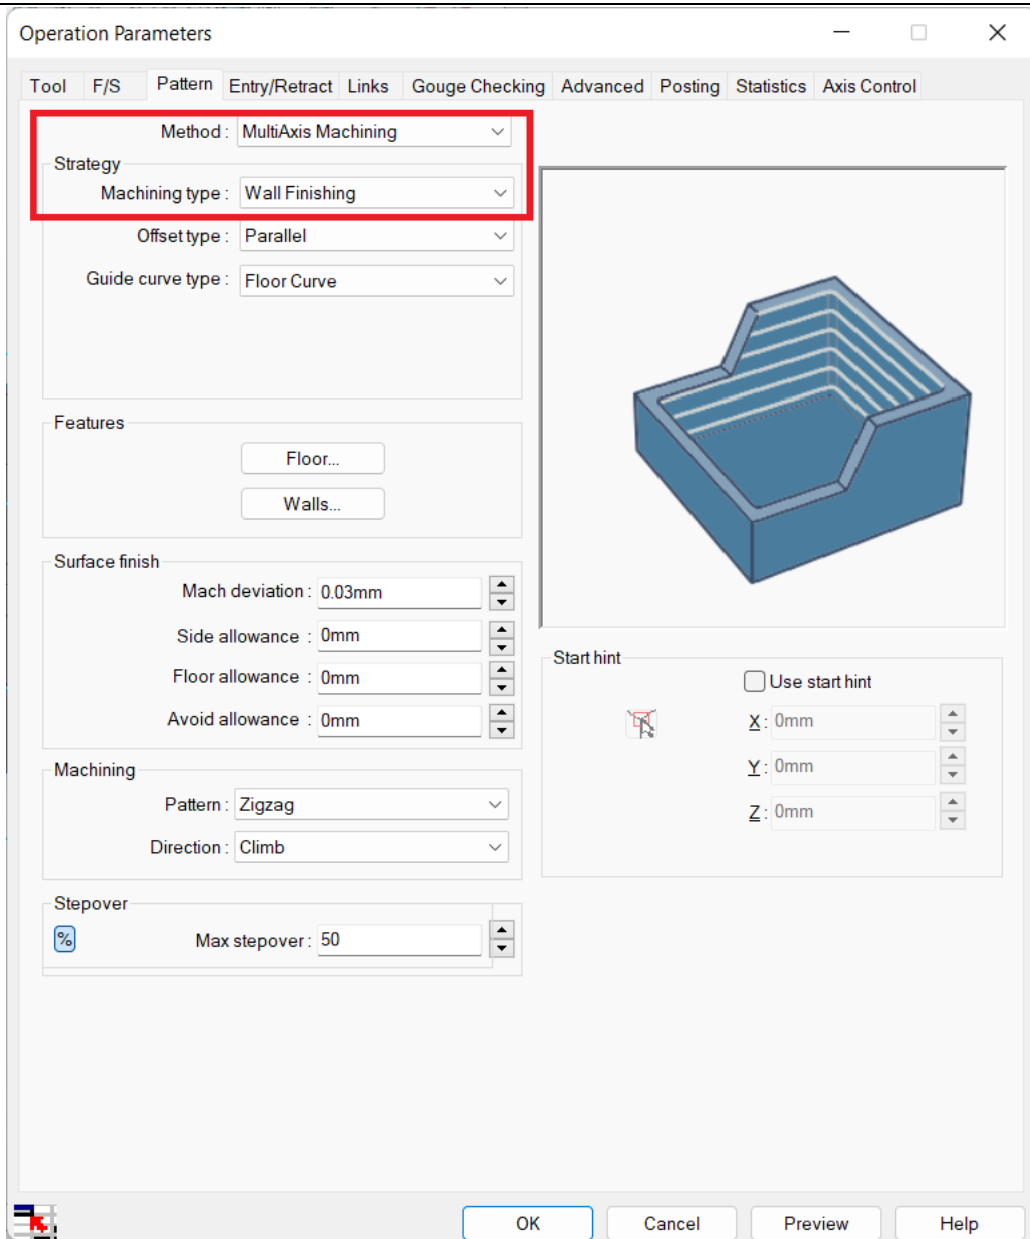 Operation Parameters
Tool F/S Pattern Entry/Retract Links Gouge Checking Advanced Posting Statistics Axis Control
Method : MultiAxis Machining
Strategy
Machining type : Wall Finishing
Offset type : Parallel
Guide curve type : Floor Curve
Features
Floor...
Walls...
Surface finish
Mach deviation : 0.03mm
Side allowance : 0mm
Floor allowance : 0mm
Avoid allowance : 0mm
Start hint
Use start hint
X : 0mm
Y : 0mm
Z : 0mm
Machining
Pattern : Zigzag
Direction : Climb
Stepover
% Max stepover : 50
OK Cancel Preview Help